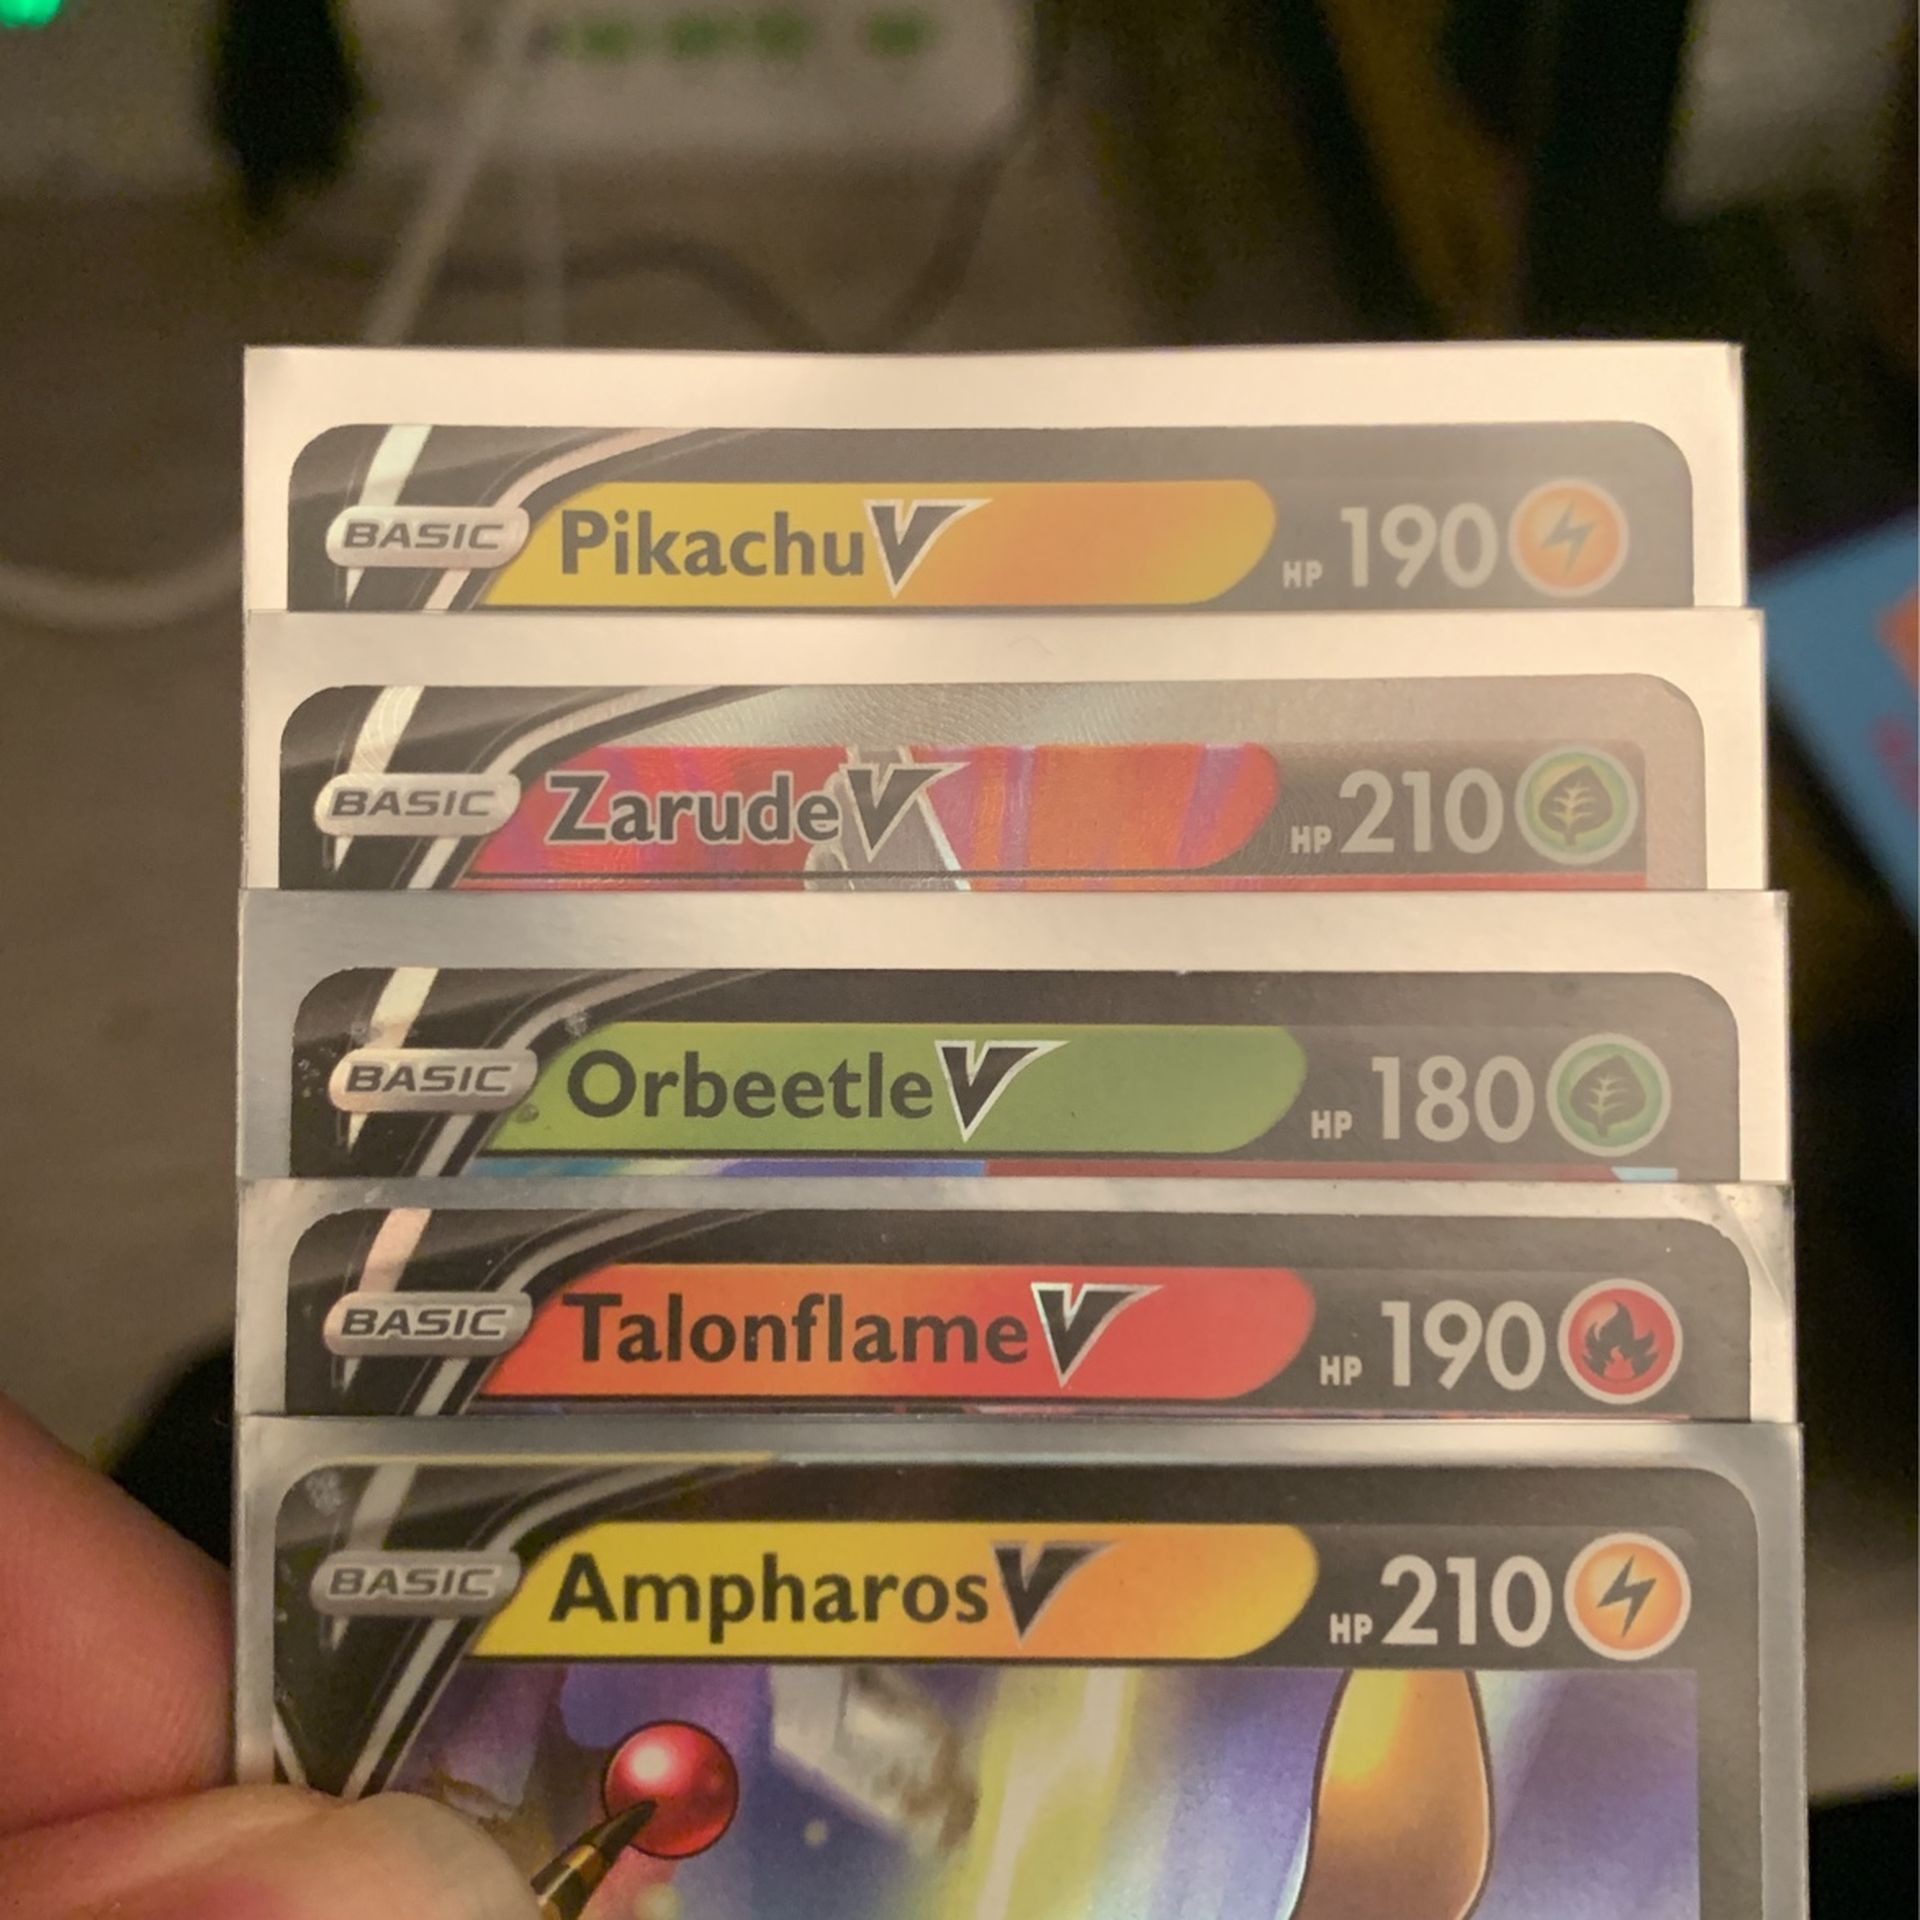 BASIC Pikachu V HP 190
BASIC Zarude V HP 210
BASIC Orbeetle V HP 180
BASIC Talonflame V HP 190
BASIC Ampharos V HP 210